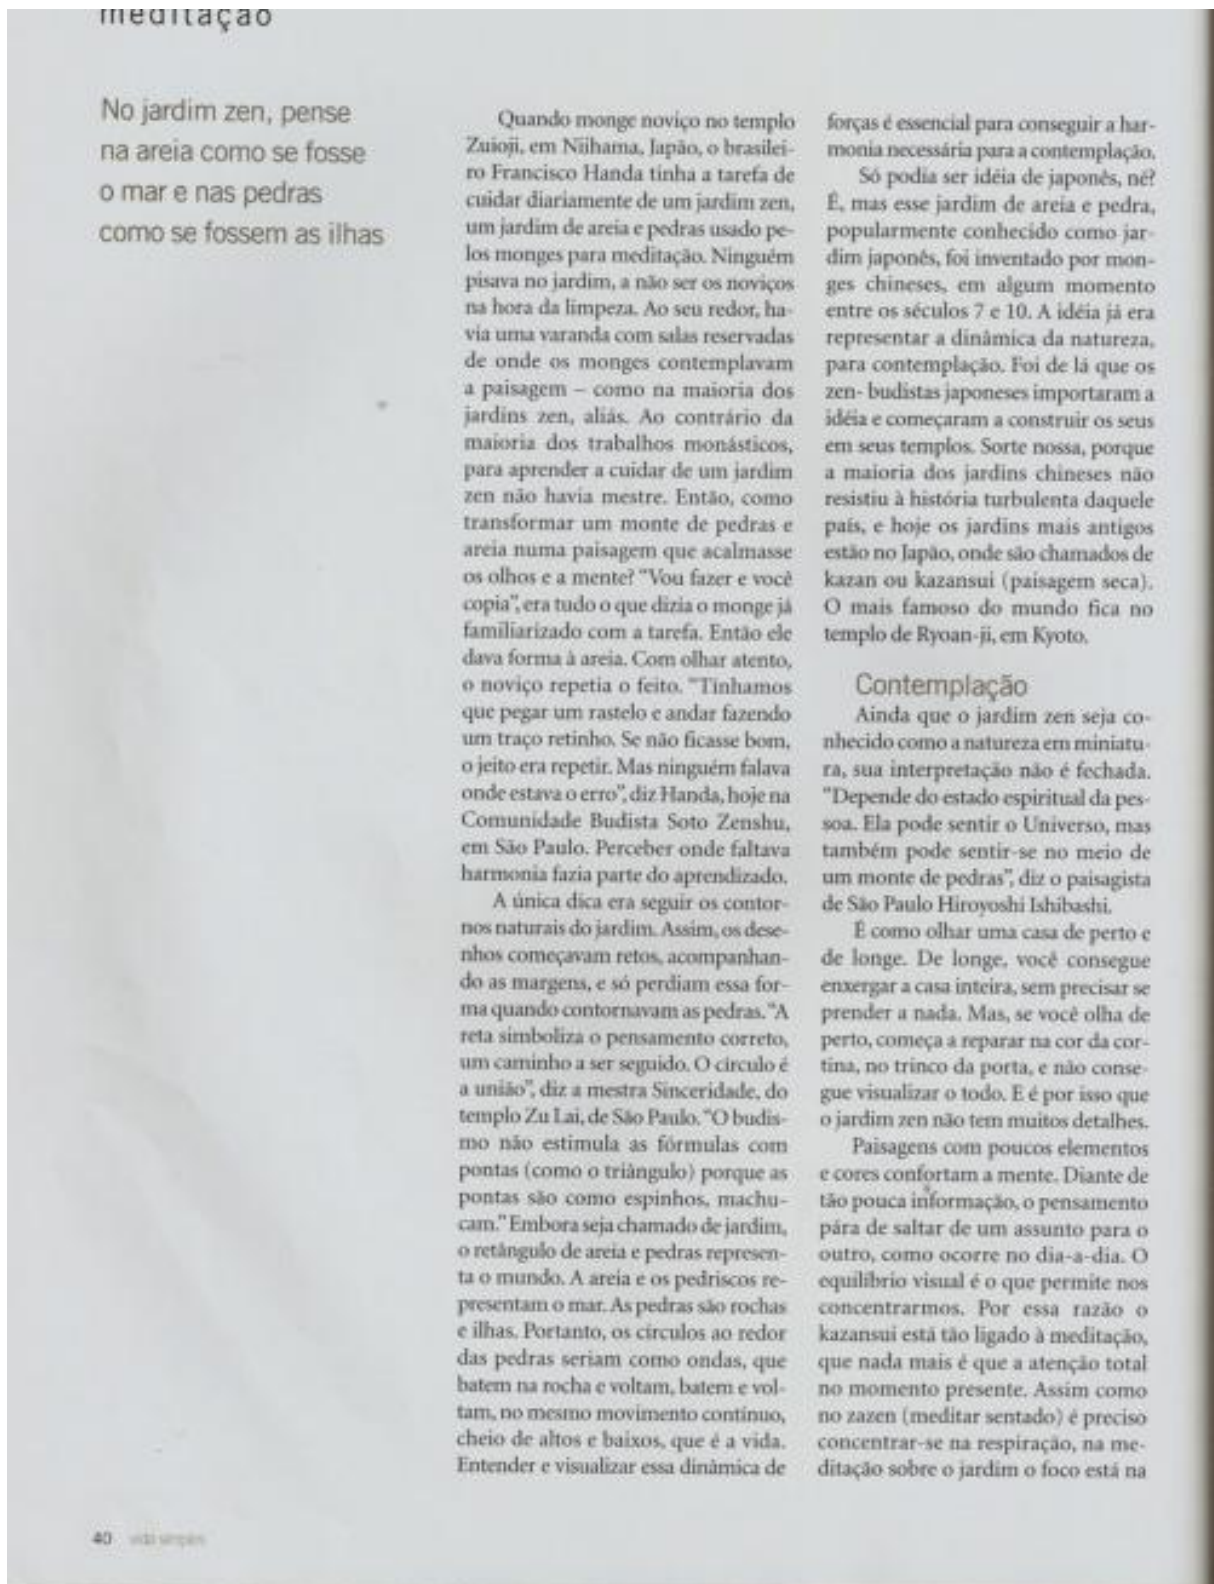 meditação
No jardim zen, pense
na areia como se fosse
o mar e nas pedras
como se fossem as ilhas
Quando monge noviço no templo
Zuioji, em Niihama, Japão, o brasilei-
ro Francisco Handa tinha a tarefa de
cuidar diariamente de um jardim zen,
um jardim de areia e pedras usado pe-
los monges para meditação. Ninguém
pisava no jardim, a não ser os noviços
na hora da limpeza. Ao seu redor, ha-
via uma varanda com salas reservadas
de onde os monges contemplavam
a paisagem – como na maioria dos
jardins zen, aliás. Ao contrário da
maioria dos trabalhos monásticos,
para aprender a cuidar de um jardim
zen não havia mestre. Então, como
transformar um monte de pedras e
areia numa paisagem que acalmasse
os olhos e a mente? "Vou fazer e você
copia", era tudo o que dizia o monge já
familiarizado com a tarefa. Então ele
dava forma à areia. Com olhar atento,
o noviço repetia o feito. "Tínhamos
que pegar um rastelo e andar fazendo
um traço retinho. Se não ficasse bom,
o jeito era repetir. Mas ninguém falava
onde estava o erro", diz Handa, hoje na
Comunidade Budista Soto Zenshu,
em São Paulo. Perceber onde faltava
harmonia fazia parte do aprendizado.
A única dica era seguir os contor-
nos naturais do jardim. Assim, os dese-
nhos começavam retos, acompanhan-
do as margens, e só perdiam essa for-
ma quando contornavam as pedras. "A
reta simboliza o pensamento correto,
um caminho a ser seguido. O círculo é
a união", diz a mestra Sinceridade, do
templo Zu Lai, de São Paulo. "O budis-
mo não estimula as fórmulas com
pontas (como o triângulo) porque as
pontas são como espinhos, machu-
cam." Embora seja chamado de jardim,
o retângulo de areia e pedras represen-
ta o mundo. A areia e os pedriscos re-
presentam o mar. As pedras são rochas
e ilhas. Portanto, os círculos ao redor
das pedras seriam como ondas, que
batem na rocha e voltam, batem e vol-
tam, no mesmo movimento contínuo,
cheio de altos e baixos, que é a vida.
Entender e visualizar essa dinâmica de
forças é essencial para conseguir a har-
monia necessária para a contemplação.
Só podia ser idéia de japonês, né?
É, mas esse jardim de areia e pedra,
popularmente conhecido como jar-
dim japonês, foi inventado por mon-
ges chineses, em algum momento
entre os séculos 7 e 10. A idéia já era
representar a dinâmica da natureza,
para contemplação. Foi de lá que os
zen- budistas japoneses importaram a
idéia e começaram a construir os seus
em seus templos. Sorte nossa, porque
a maioria dos jardins chineses não
resistiu à história turbulenta daquele
país, e hoje os jardins mais antigos
estão no Japão, onde são chamados de
kazan ou kazansui (paisagem seca).
O mais famoso do mundo fica no
templo de Ryoan-ji, em Kyoto.
Contemplação
Ainda que o jardim zen seja co-
nhecido como a natureza em miniatu-
ra, sua interpretação não é fechada.
"Depende do estado espiritual da pes-
soa. Ela pode sentir o Universo, mas
também pode sentir-se no meio de
um monte de pedras", diz o paisagista
de São Paulo Hiroyoshi Ishibashi.
É como olhar uma casa de perto e
de longe. De longe, você consegue
enxergar a casa inteira, sem precisar se
prender a nada. Mas, se você olha de
perto, começa a reparar na cor da cor-
tina, no trinco da porta, e não conse-
gue visualizar o todo. E é por isso que
o jardim zen não tem muitos detalhes.
Paisagens com poucos elementos
e cores confortam a mente. Diante de
tão pouca informação, o pensamento
pára de saltar de um assunto para o
outro, como ocorre no dia-a-dia. O
equilíbrio visual é o que permite nos
concentrarmos. Por essa razão o
kazansui está tão ligado à meditação,
que nada mais é que a atenção total
no momento presente. Assim como
no zazen (meditar sentado) é preciso
concentrar-se na respiração, na me-
ditação sobre o jardim o foco está na
40 vida simples